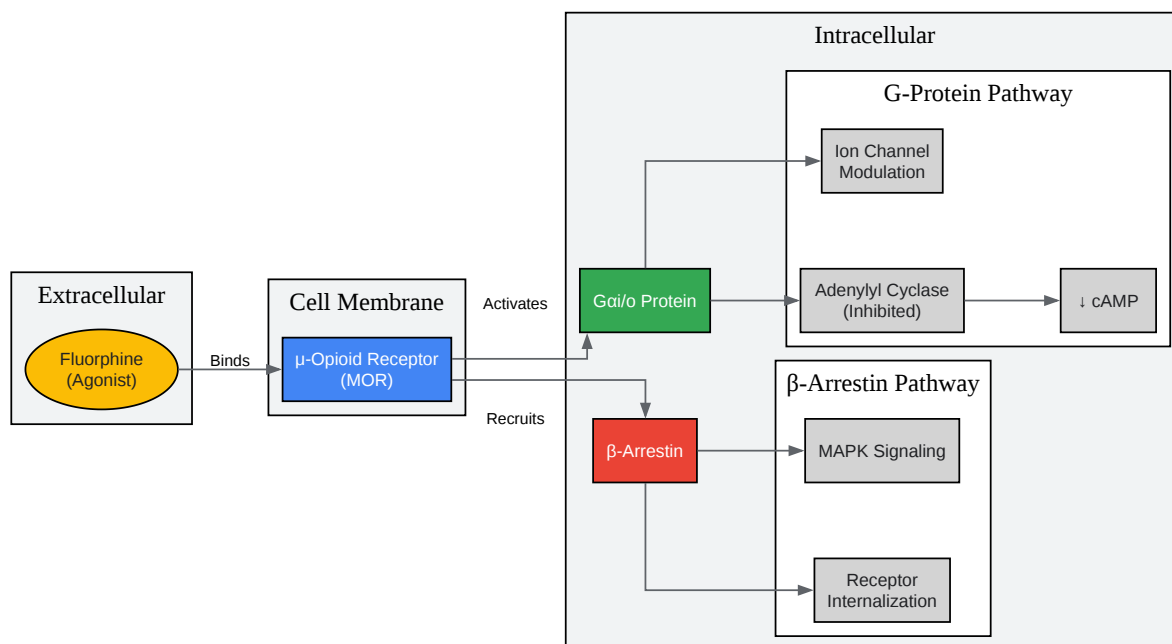 Intracellular
G-Protein Pathway
Ion Channel
Modulation
Extracellular
Fluorphine
(Agonist)
Binds
Cell Membrane
μ-Opioid Receptor
(MOR)
Activates
Recruits
Gαi/o Protein
Adenylyl Cyclase
(Inhibited)
↓ cAMP
β-Arrestin Pathway
β-Arrestin
MAPK Signaling
Receptor
Internalization